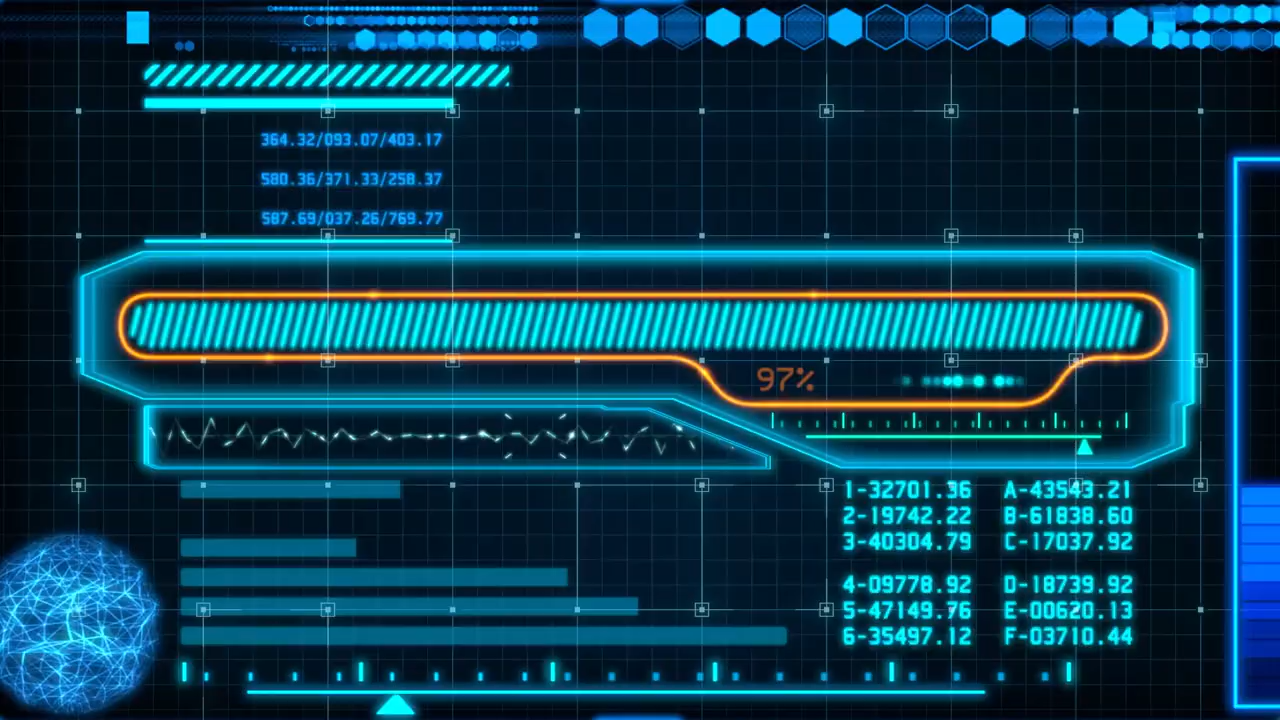 364.32/093.07/403.17
580.36/371.33/258.37
587.69/037.26/769.77
97%
1-32701.36 A-43543.21
2-19742.22 B-61838.60
3-40304.79 C-17037.92
4-09778.92 D-18739.92
5-47149.76 E-00620.13
6-35497.12 F-03710.44